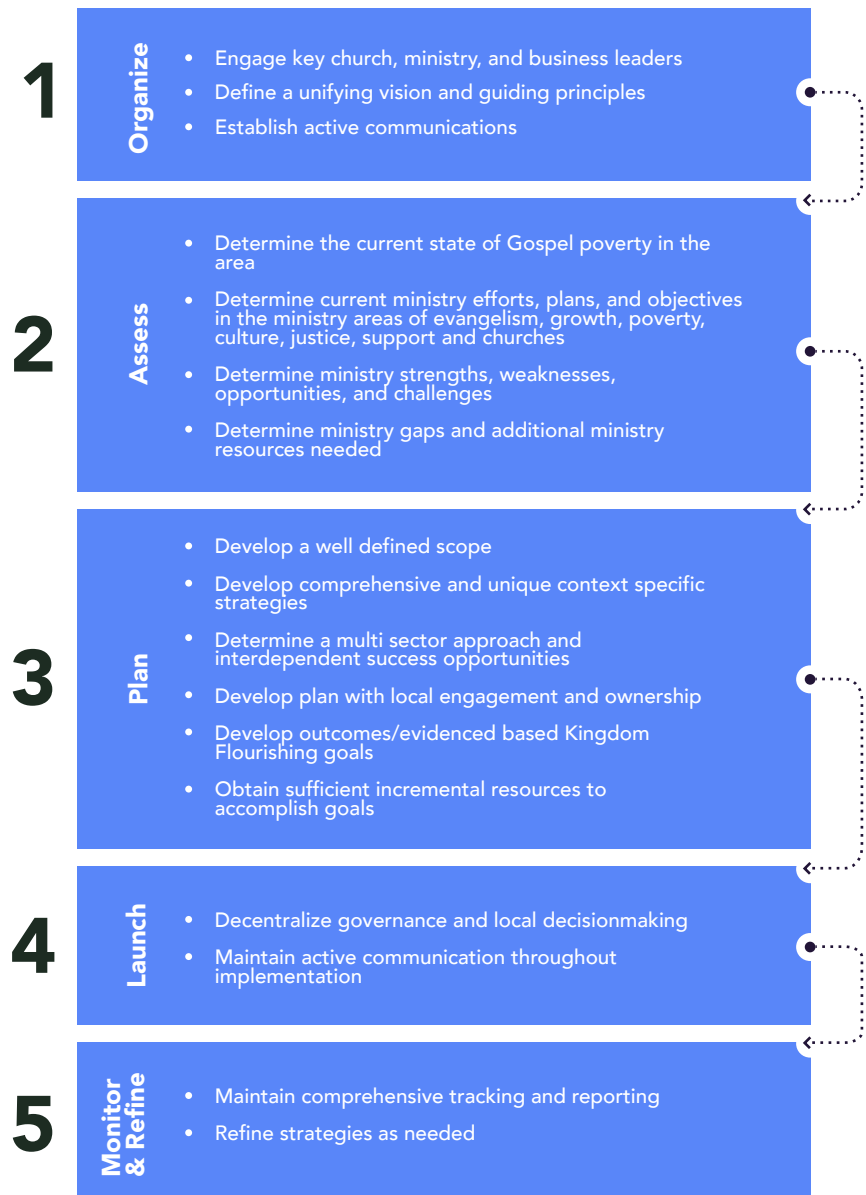 1
Organize
• Engage key church, ministry, and business leaders
• Define a unifying vision and guiding principles
• Establish active communications
2
Assess
• Determine the current state of Gospel poverty in the
area
• Determine current ministry efforts, plans, and objectives
in the ministry areas of evangelism, growth, poverty,
culture, justice, support and churches
• Determine ministry strengths, weaknesses,
opportunities, and challenges
• Determine ministry gaps and additional ministry
resources needed
3
Plan
• Develop a well defined scope
• Develop comprehensive and unique context specific
strategies
• Determine a multi sector approach and
interdependent success opportunities
• Develop plan with local engagement and ownership
• Develop outcomes/evidenced based Kingdom
Flourishing goals
• Obtain sufficient incremental resources to
accomplish goals
4
Launch
• Decentralize governance and local decisionmaking
• Maintain active communication throughout
implementation
5
Monitor
& Refine
• Maintain comprehensive tracking and reporting
• Refine strategies as needed